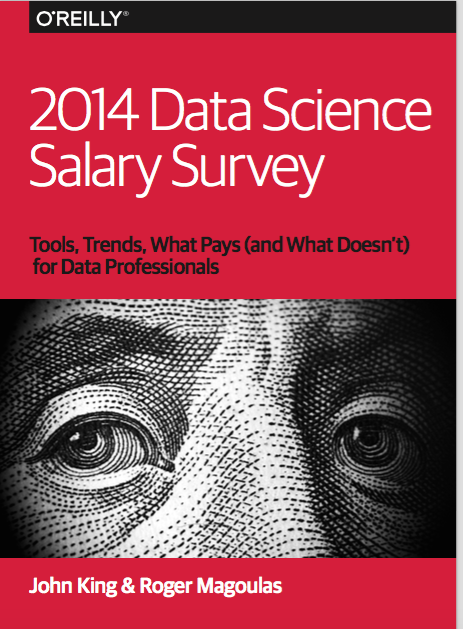 O'REILLY®
2014 Data Science
Salary Survey
Tools, Trends, What Pays (and What Doesn't)
for Data Professionals
John King & Roger Magoulas